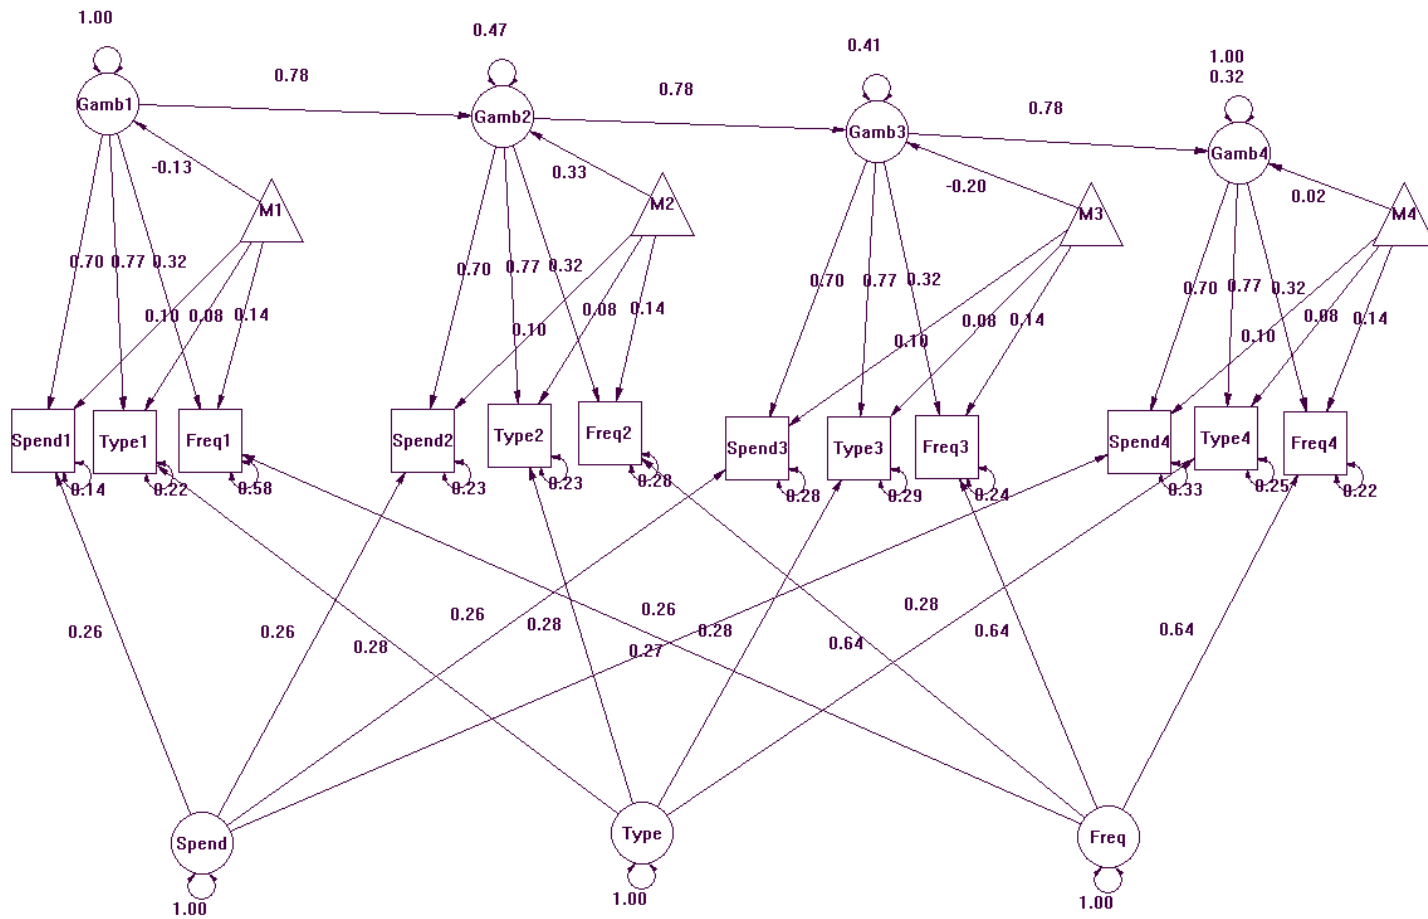 1.00
0.47
0.41
1.00
0.32
0.78
0.78
0.78
Gamb1
Gamb2
Gamb3
Gamb4
-0.13
0.33
-0.20
0.02
M1
M2
M3
M4
0.70 0.77 0.32
0.70 0.77 0.32
0.70 0.77 0.32
0.70 0.77 0.32
0.10 0.08 0.14
0.10 0.08 0.14
0.10 0.08 0.14
0.10 0.08 0.14
Spend1 Type1 Freq1
Spend2 Type2 Freq2
Spend3 Type3 Freq3
Spend4 Type4 Freq4
0.14 0.22 0.58
0.23 0.23 0.28
0.28 0.29 0.24
0.33 0.25 0.22
0.26 0.26 0.28 0.26 0.28 0.26 0.27 0.28 0.64 0.28 0.64 0.64
Spend
Type
Freq
1.00
1.00
1.00